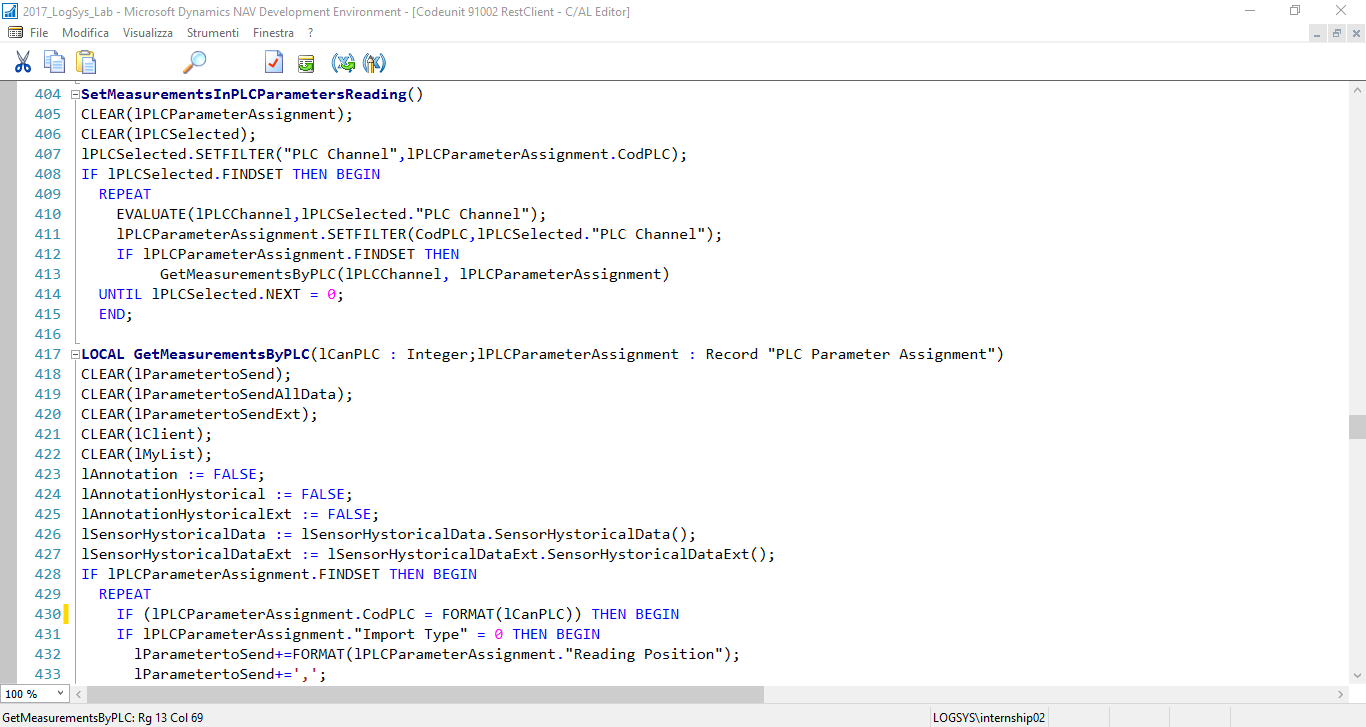 2017_LogSys_Lab - Microsoft Dynamics NAV Development Environment - [Codeunit 91002 RestClient - C/AL Editor]
File Modifica Visualizza Strumenti Finestra ?
404 SetMeasurementsInPLCParametersReading()
405 CLEAR(lPLCParameterAssignment);
406 CLEAR(lPLCSelected);
407 lPLCSelected.SETFILTER("PLC Channel",lPLCParameterAssignment.CodPLC);
408 IF lPLCSelected.FINDSET THEN BEGIN
409 REPEAT
410 EVALUATE(lPLCChannel,lPLCSelected."PLC Channel");
411 lPLCParameterAssignment.SETFILTER(CodPLC,lPLCSelected."PLC Channel");
412 IF lPLCParameterAssignment.FINDSET THEN
413 GetMeasurementsByPLC(lPLCChannel, lPLCParameterAssignment)
414 UNTIL lPLCSelected.NEXT = 0;
415 END;
416
417 LOCAL GetMeasurementsByPLC(lCanPLC : Integer;lPLCParameterAssignment : Record "PLC Parameter Assignment")
418 CLEAR(lParametertoSend);
419 CLEAR(lParametertoSendAllData);
420 CLEAR(lParametertoSendExt);
421 CLEAR(lClient);
422 CLEAR(lMyList);
423 lAnnotation := FALSE;
424 lAnnotationHystorical := FALSE;
425 lAnnotationHystoricalExt := FALSE;
426 lSensorHystoricalData := lSensorHystoricalData.SensorHystoricalData();
427 lSensorHystoricalDataExt := lSensorHystoricalDataExt.SensorHystoricalDataExt();
428 IF lPLCParameterAssignment.FINDSET THEN BEGIN
429 REPEAT
430 IF (lPLCParameterAssignment.CodPLC = FORMAT(lCanPLC)) THEN BEGIN
431 IF lPLCParameterAssignment."Import Type" = 0 THEN BEGIN
432 lParametertoSend+=FORMAT(lPLCParameterAssignment."Reading Position");
433 lParametertoSend+=',';
100 %
GetMeasurementsByPLC: Rg 13 Col 69 LOGSYS\internship02